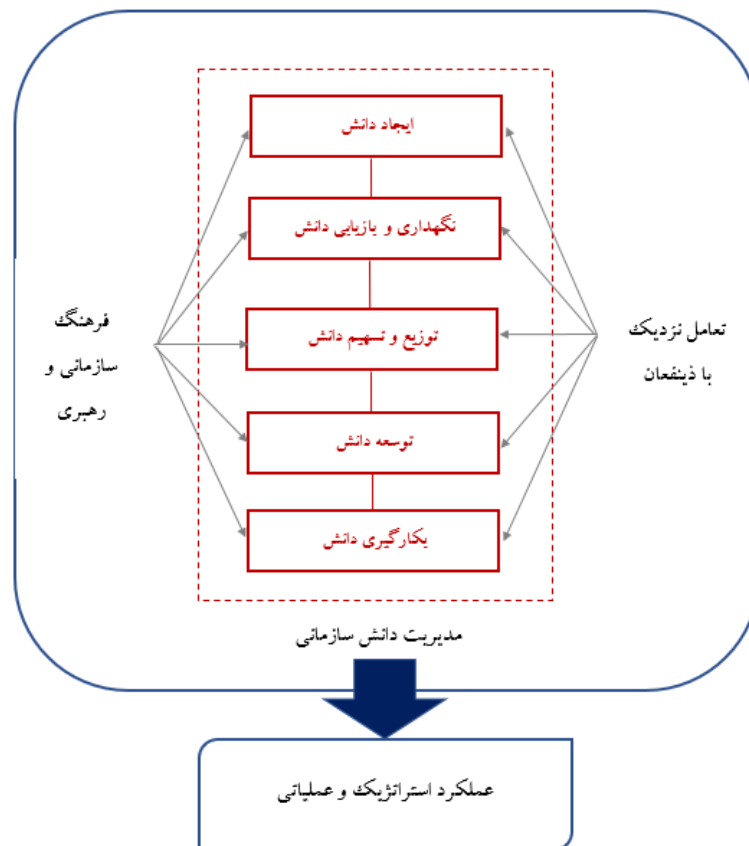 ایجاد دانش
نگهداری و بازیابی دانش
توزیع و تسهیم دانش
توسعه دانش
بکارگیری دانش
تعامل نزدیک
با ذینفعان
فرهنگ
سازمانی و
رهبری
مدیریت دانش سازمانی
عملکرد استراتژیک و عملیاتی